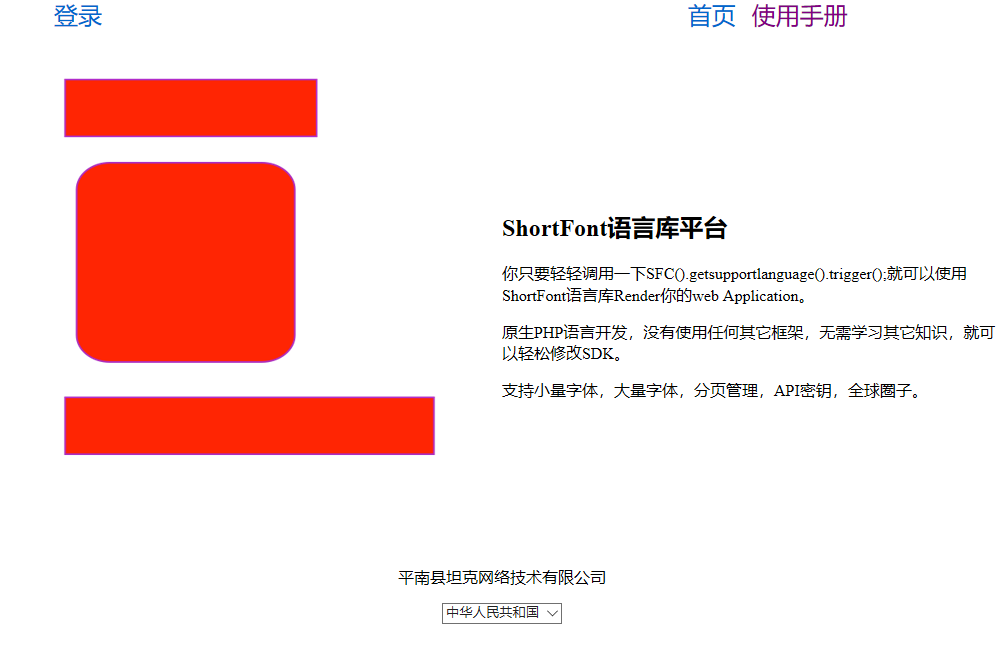 登录
首页 使用手册
ShortFont语言库平台
你只要轻轻调用一下SFC().getsupportlanguage().trigger();就可以使用
ShortFont语言库Render你的web Application。
原生PHP语言开发，没有使用任何其它框架，无需学习其它知识，就可
以轻松修改SDK。
支持小量字体，大量字体，分页管理，API密钥，全球圈子。
平南县坦克网络技术有限公司
中华人民共和国